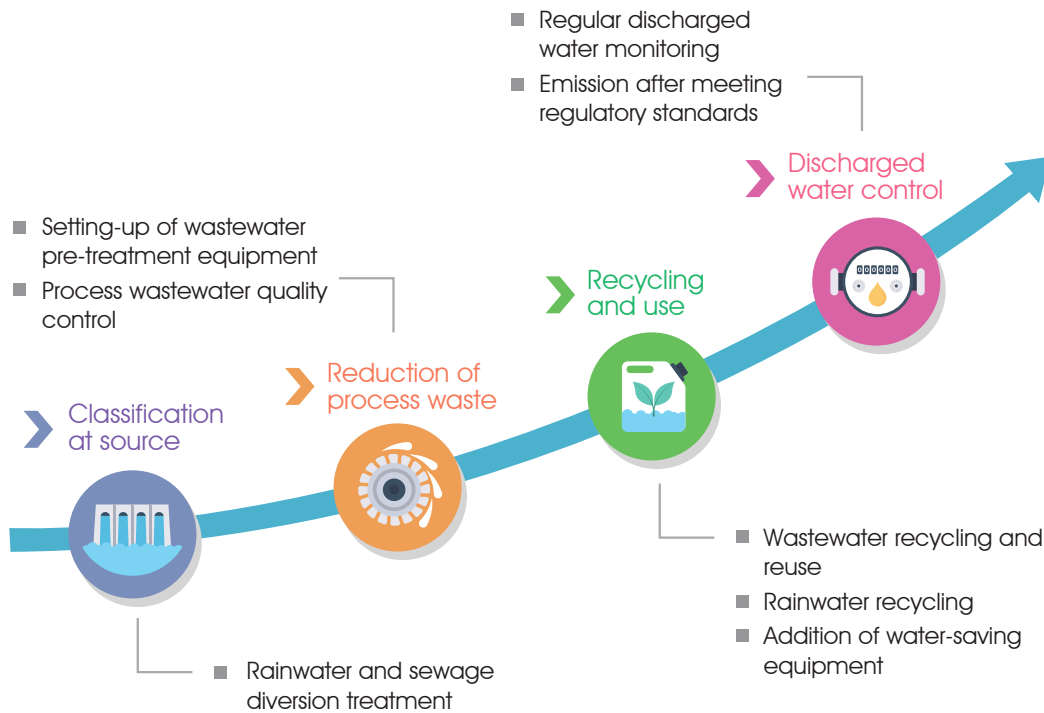 Classification
at source
Rainwater and sewage
diversion treatment
Reduction of
process waste
Setting-up of wastewater
pre-treatment equipment
Process wastewater quality
control
Recycling
and use
Wastewater recycling and
reuse
Rainwater recycling
Addition of water-saving
equipment
Discharged
water control
Regular discharged
water monitoring
Emission after meeting
regulatory standards
000000